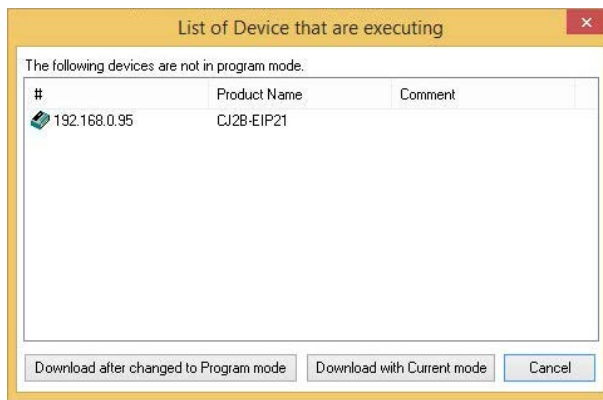 List of Device that are executing
The following devices are not in program mode.
# Product Name Comment
192.168.0.95 CJ2B-EIP21
Download after changed to Program mode Download with Current mode Cancel